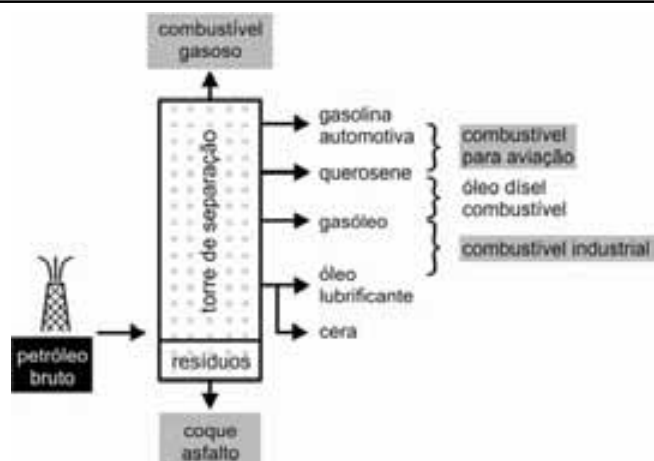 combustível
gasoso
torre de separação
gasolina
automotiva
querosene
gasóleo
óleo
lubrificante
cera
combustível
para aviação
óleo dísel
combustível
combustível industrial
petróleo
bruto
resíduos
coque
asfalto